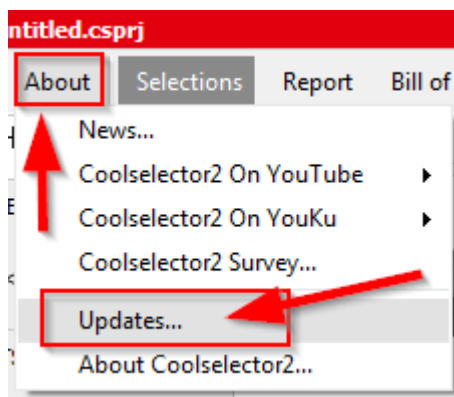 ntitled.csprj
About Selections Report Bill of
News...
Coolselector2 On YouTube
Coolselector2 On YouKu
Coolselector2 Survey...
Updates...
About Coolselector2...